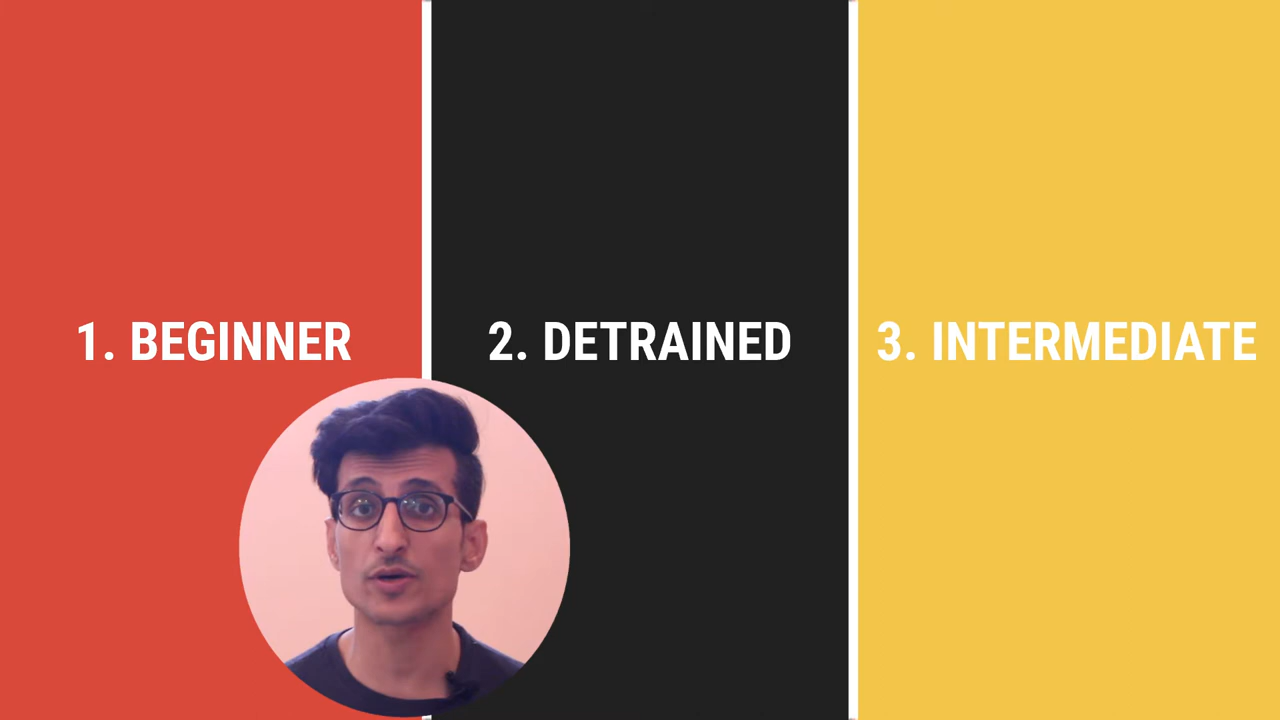 1. BEGINNER
2. DETRAINED
3. INTERMEDIATE